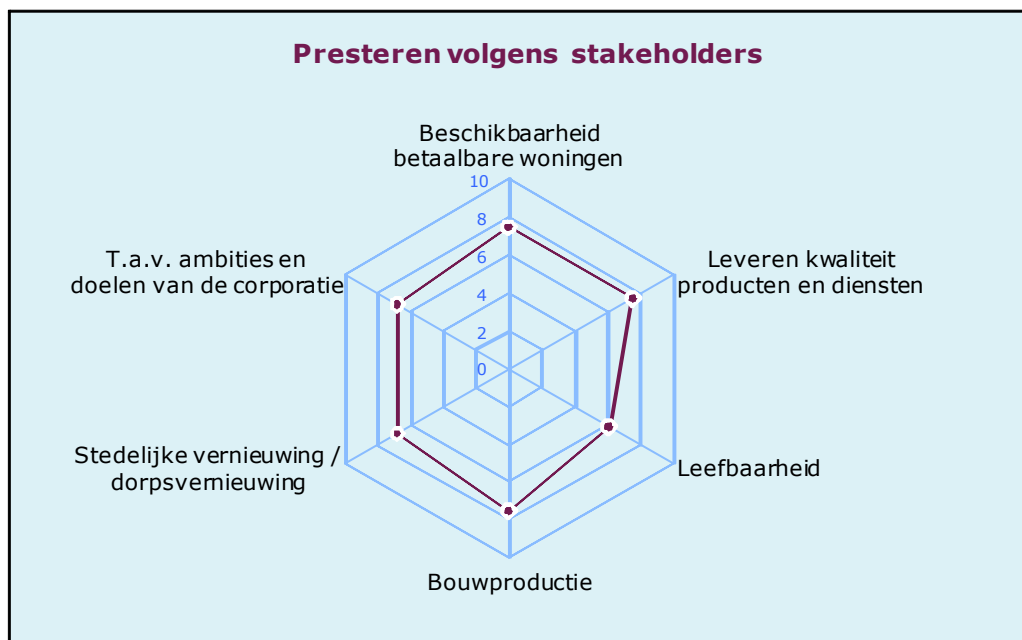 Presteren volgens stakeholders
Beschikbaarheid
betaalbare woningen
10
8
6
4
2
0
T.a.v. ambities en
doelen van de corporatie
Leveren kwaliteit
producten en diensten
Stedelijke vernieuwing /
dorpsvernieuwing
Leefbaarheid
Bouwproductie